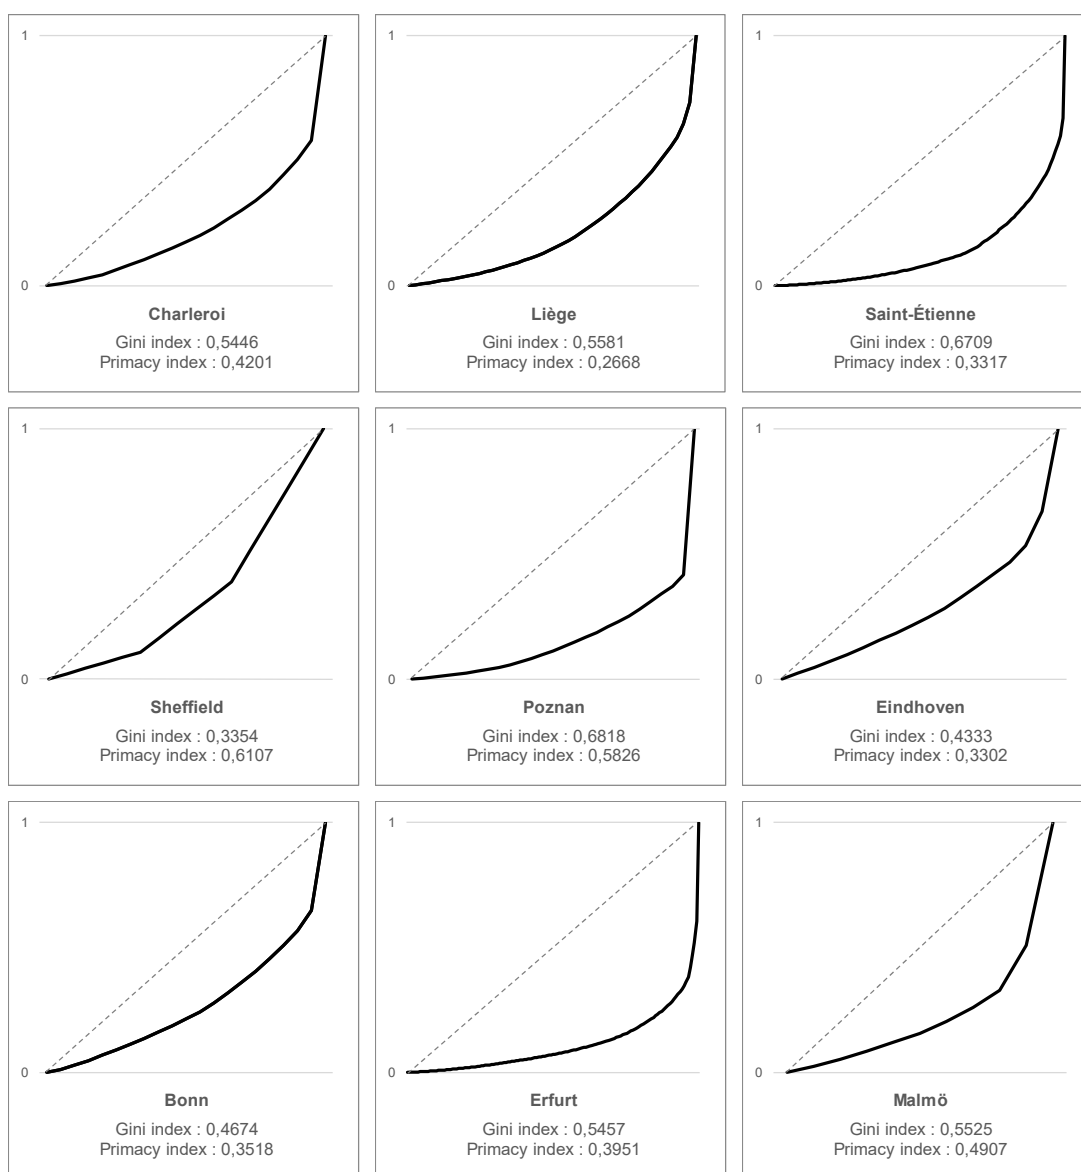 1
0
Charleroi
Gini index : 0,5446
Primacy index : 0,4201
1
0
Liège
Gini index : 0,5581
Primacy index : 0,2668
1
0
Saint-Étienne
Gini index : 0,6709
Primacy index : 0,3317
1
0
Sheffield
Gini index : 0,3354
Primacy index : 0,6107
1
0
Poznan
Gini index : 0,6818
Primacy index : 0,5826
1
0
Eindhoven
Gini index : 0,4333
Primacy index : 0,3302
1
0
Bonn
Gini index : 0,4674
Primacy index : 0,3518
1
0
Erfurt
Gini index : 0,5457
Primacy index : 0,3951
1
0
Malmö
Gini index : 0,5525
Primacy index : 0,4907